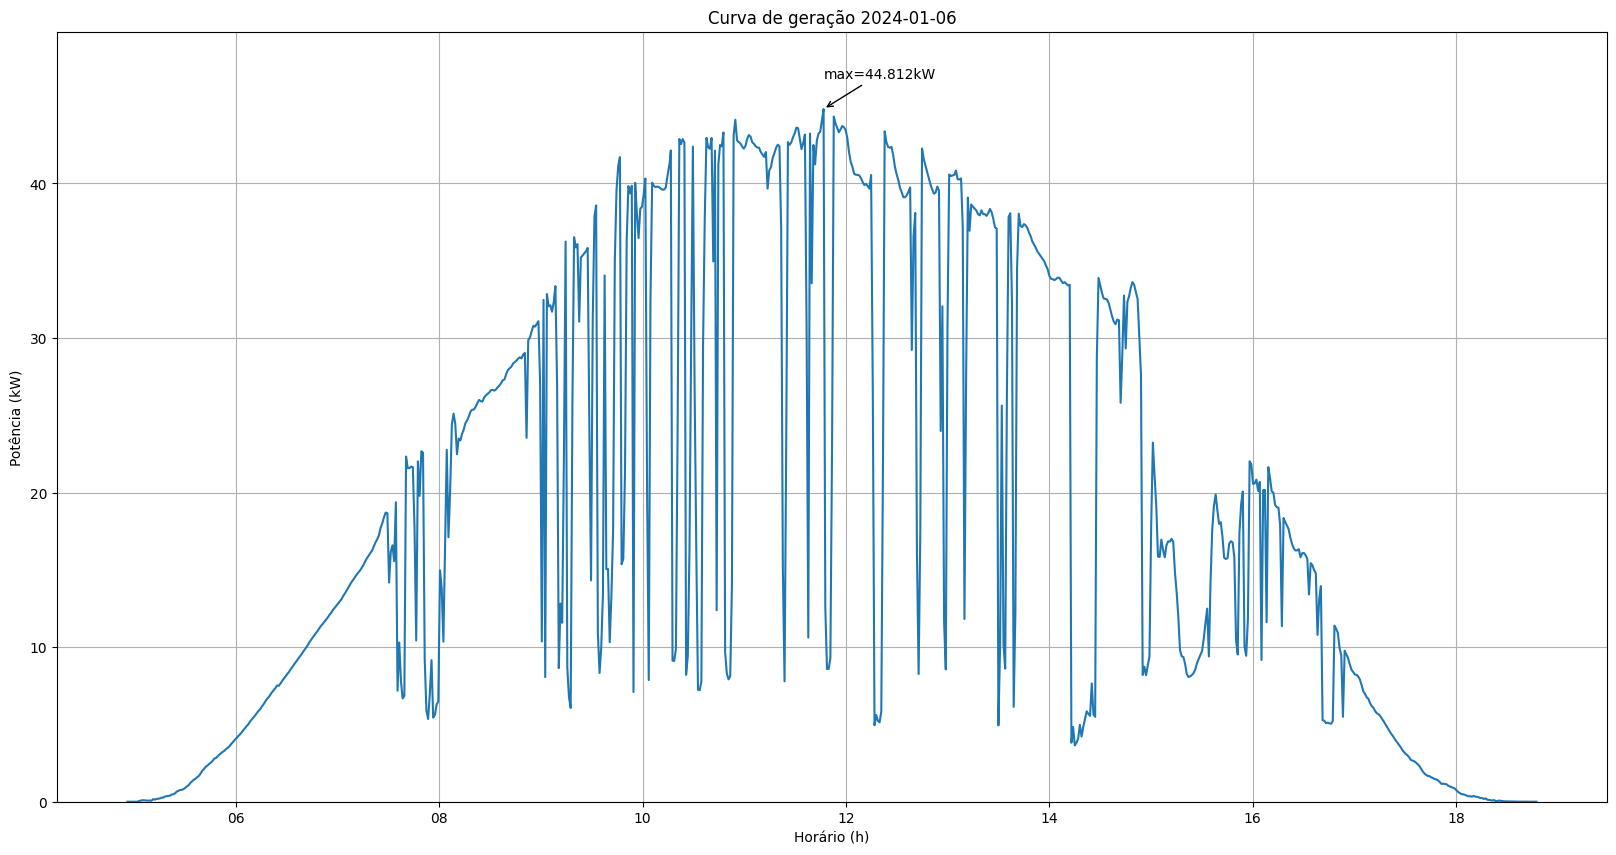 Curva de geração 2024-01-06
max=44.812kW
Potência (kW)
40
30
20
10
0
06 08 10 12 14 16 18
Horário (h)